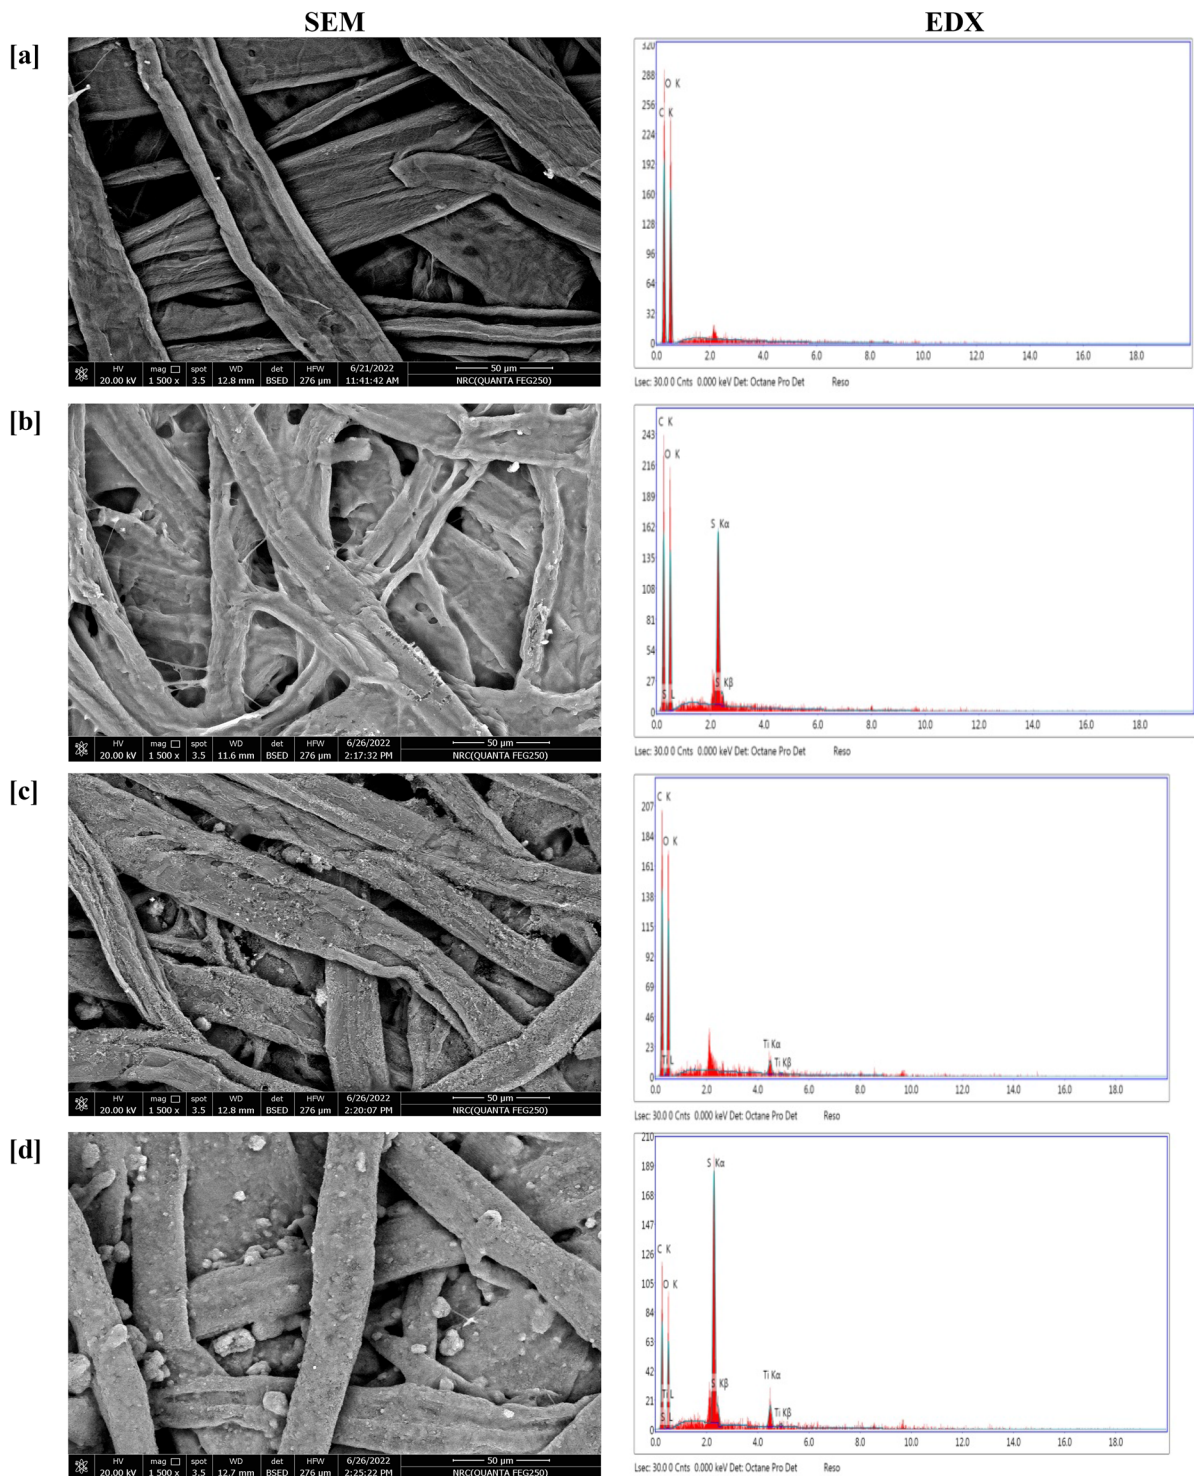 SEM
EDX
[a]
HV mag □ spot WD det HFW 6/21/2022 50 µm
20.00 kV 1 500 x 3.5 12.8 mm BSED 276 µm 11:41:42 AM NRC(QUANTA FEG250)
320
288
256
224
192
160
128
96
64
32
0
O K
C K
0.0 2.0 4.0 6.0 8.0 10.0 12.0 14.0 16.0 18.0
Lsec: 30.0 0 Cnts 0.000 keV Det: Octane Pro Det Reso
[b]
HV mag □ spot WD det HFW 6/26/2022 50 µm
20.00 kV 1 500 x 3.5 11.6 mm BSED 276 µm 2:17:32 PM NRC(QUANTA FEG250)
C K
243
216
189
162
135
108
81
54
27
0
O K
S Kα
S Kβ
S L
0.0 2.0 4.0 6.0 8.0 10.0 12.0 14.0 16.0 18.0
Lsec: 30.0 0 Cnts 0.000 keV Det: Octane Pro Det Reso
[c]
HV mag □ spot WD det HFW 6/26/2022 50 µm
20.00 kV 1 500 x 3.5 12.8 mm BSED 276 µm 2:20:07 PM NRC(QUANTA FEG250)
C K
207
184
161
138
115
92
69
46
23
0
O K
Ti Kα
Ti L
Ti Kβ
0.0 2.0 4.0 6.0 8.0 10.0 12.0 14.0 16.0 18.0
Lsec: 30.0 0 Cnts 0.000 keV Det: Octane Pro Det Reso
[d]
HV mag □ spot WD det HFW 6/26/2022 50 µm
20.00 kV 1 500 x 3.5 12.7 mm BSED 276 µm 2:25:22 PM NRC(QUANTA FEG250)
210
189
168
147
126
105
84
63
42
21
0
S Kα
C K
O K
S Kβ
Ti Kα
Ti L
Ti Kβ
S L
0.0 2.0 4.0 6.0 8.0 10.0 12.0 14.0 16.0 18.0
Lsec: 30.0 0 Cnts 0.000 keV Det: Octane Pro Det Reso